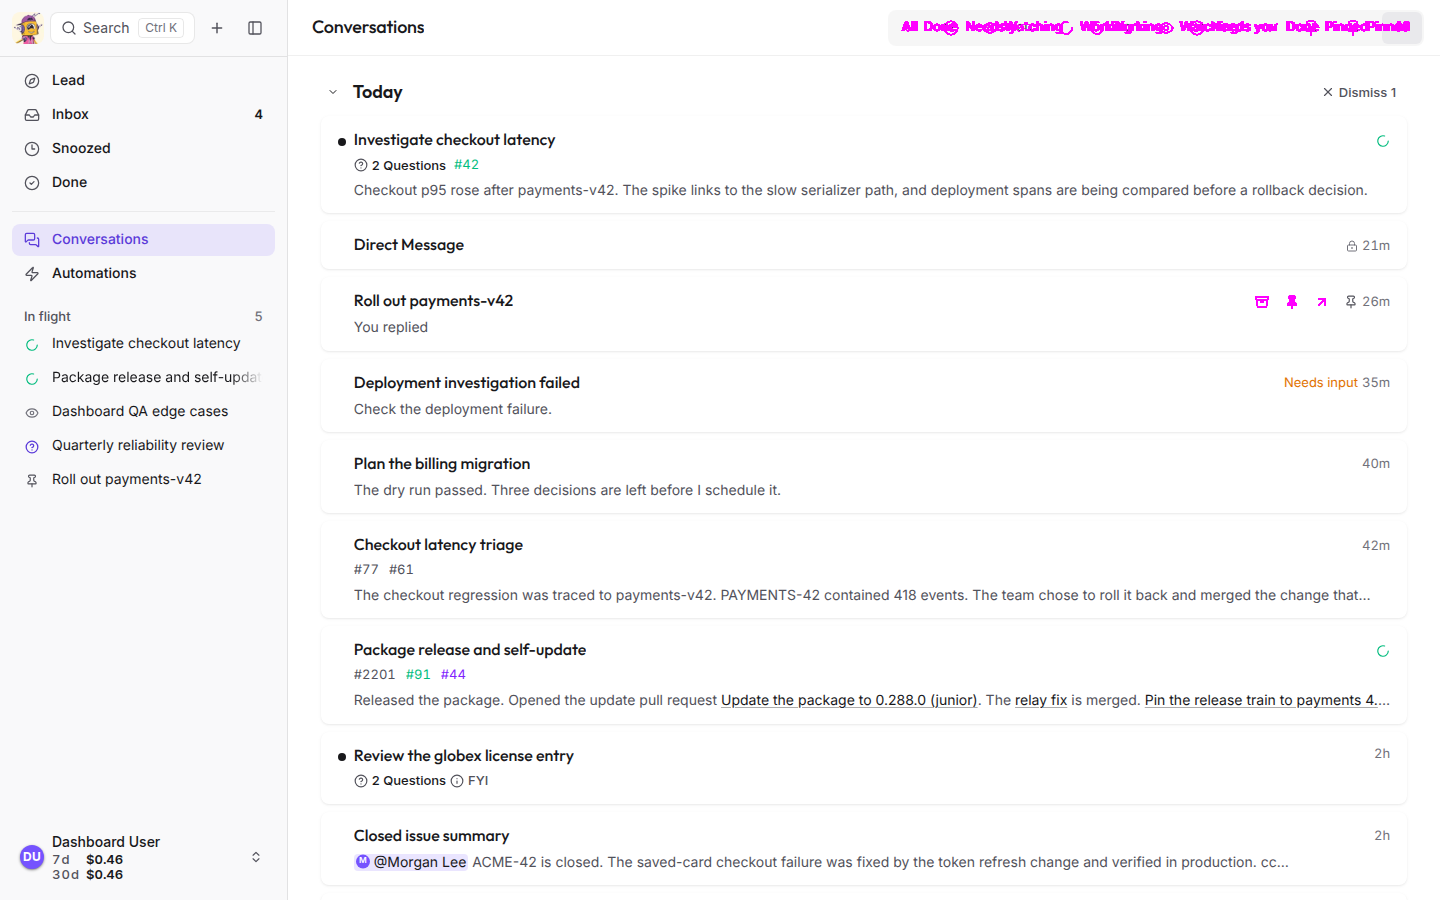 Search Ctrl K
Lead
Inbox 4
Snoozed
Done
Conversations
Automations
In flight 5
Investigate checkout latency
Package release and self-updat
Dashboard QA edge cases
Quarterly reliability review
Roll out payments-v42
DU Dashboard User
7d $0.46
30d $0.46
Conversations
All Done
Today
Dismiss 1
Investigate checkout latency
2 Questions #42
Checkout p95 rose after payments-v42. The spike links to the slow serializer path, and deployment spans are being compared before a rollback decision.
Direct Message 21m
Roll out payments-v42 26m
You replied
Deployment investigation failed Needs input 35m
Check the deployment failure.
Plan the billing migration 40m
The dry run passed. Three decisions are left before I schedule it.
Checkout latency triage 42m
#77 #61
The checkout regression was traced to payments-v42. PAYMENTS-42 contained 418 events. The team chose to roll it back and merged the change that...
Package release and self-update
#2201 #91 #44
Released the package. Opened the update pull request Update the package to 0.288.0 (junior). The relay fix is merged. Pin the release train to payments 4....
Review the globex license entry 2h
2 Questions FYI
Closed issue summary 2h
M @Morgan Lee ACME-42 is closed. The saved-card checkout failure was fixed by the token refresh change and verified in production. cc...